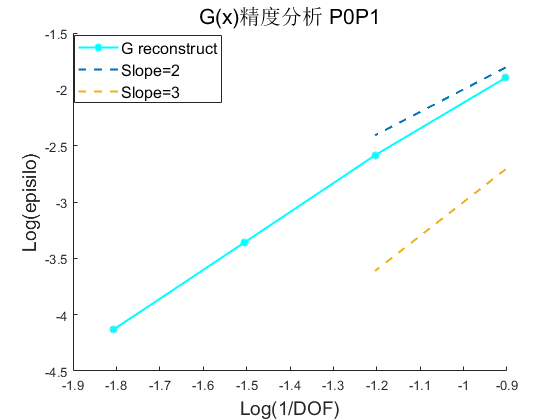 G(x)精度分析 P0P1
-1.5
G reconstruct
Slope=2
Slope=3
-2
-2.5
-3
-3.5
-4
-4.5
Log(episilo)
-1.9 -1.8 -1.7 -1.6 -1.5 -1.4 -1.3 -1.2 -1.1 -1 -0.9
Log(1/DOF)